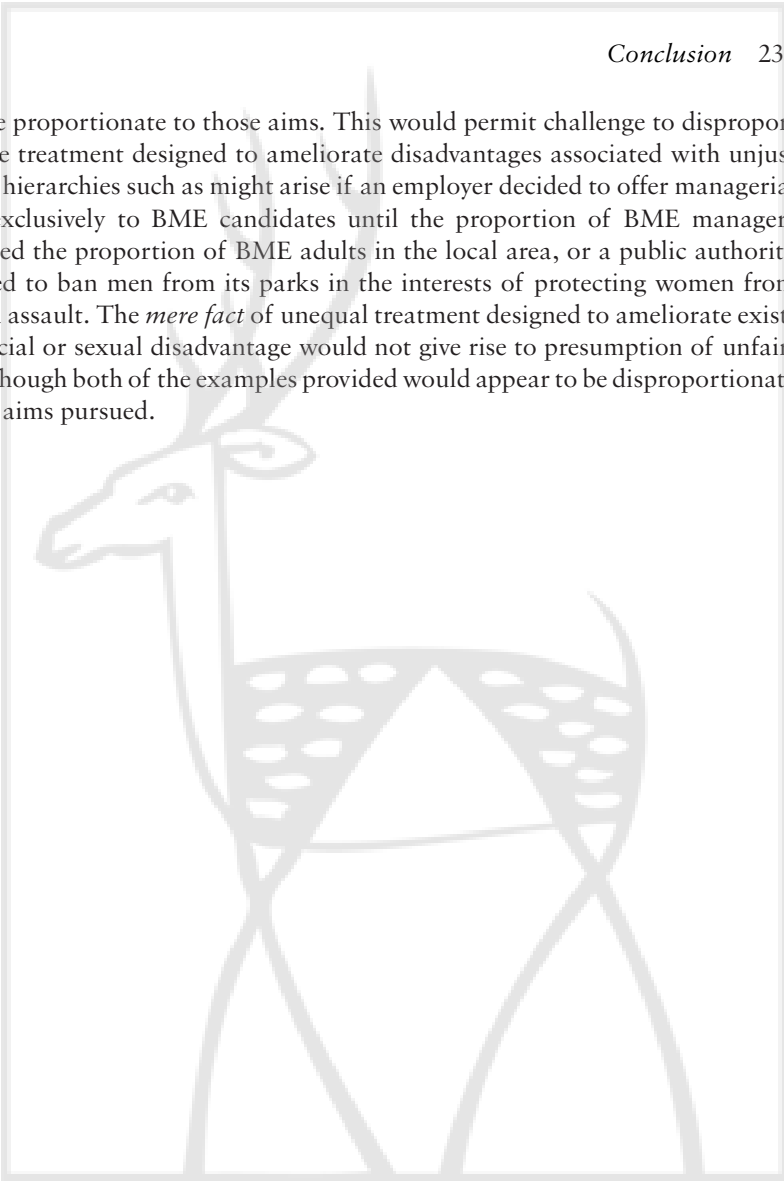 Conclusion 23
e proportionate to those aims. This would permit challenge to dispropor
e treatment designed to ameliorate disadvantages associated with unjus
hierarchies such as might arise if an employer decided to offer manageria
exclusively to BME candidates until the proportion of BME manager
ed the proportion of BME adults in the local area, or a public authorit
ed to ban men from its parks in the interests of protecting women from
assault. The mere fact of unequal treatment designed to ameliorate exist
cial or sexual disadvantage would not give rise to presumption of unfair
though both of the examples provided would appear to be disproportionat
aims pursued.